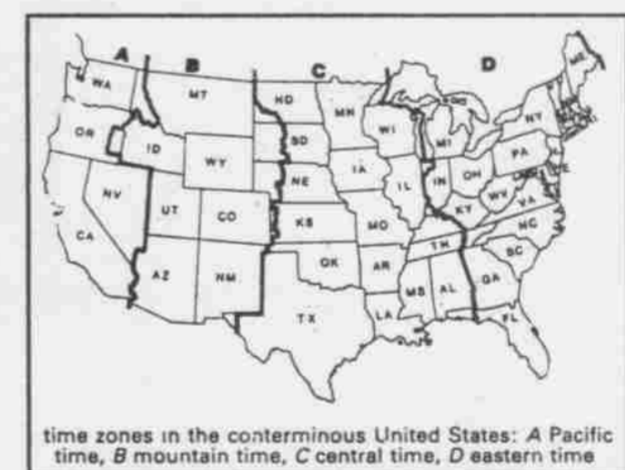 A B C D
WA MT ND MN ME
OR ID SD WI MI NY
WY NE IA PA
NV UT CO KS IL IN OH
CA MO KY WV VA
AZ NM OK AR TN NC
TX MS AL GA SC
LA FL
time zones in the conterminous United States: A Pacific
time, B mountain time, C central time, D eastern time